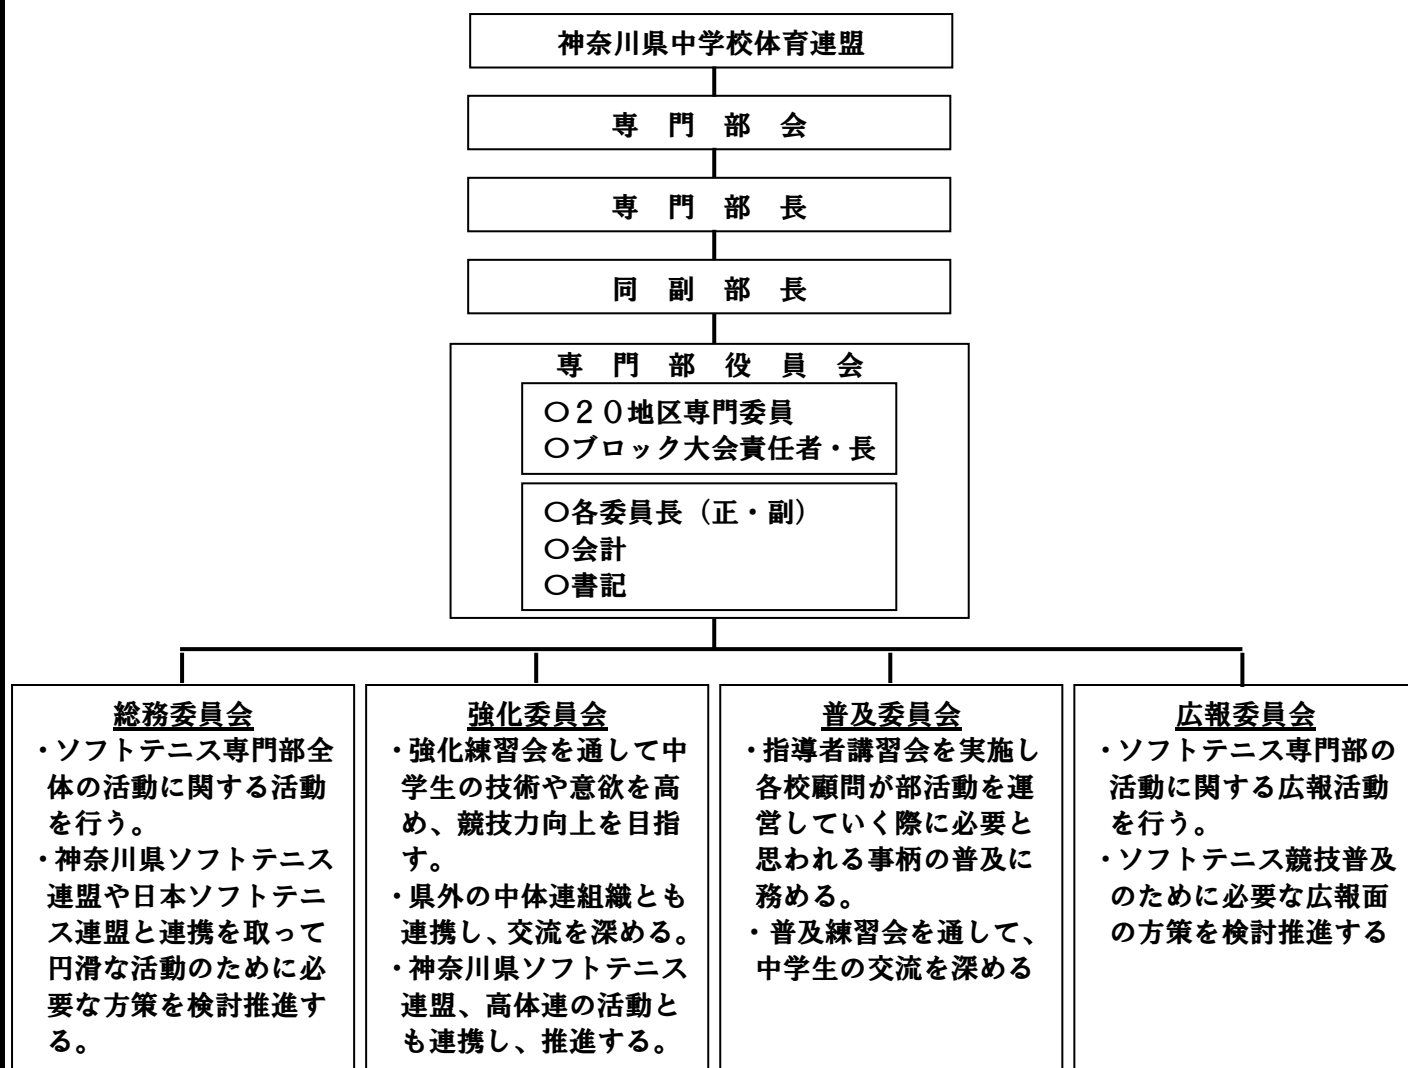 神奈川県中学校体育連盟
専　門　部　会
専　門　部　長
同　副　部　長
専　門　部　役　員　会
○２０地区専門委員
○ブロック大会責任者・長
○各委員長（正・副）
○会計
○書記
総務委員会
・ソフトテニス専門部全
体の活動に関する活動
を行う。
・神奈川県ソフトテニス
連盟や日本ソフトテニ
ス連盟と連携を取って
円滑な活動のために必
要な方策を検討推進す
る。
強化委員会
・強化練習会を通して中
学生の技術や意欲を高
め、競技力向上を目指
す。
・県外の中体連組織とも
連携し、交流を深める。
・神奈川県ソフトテニス
連盟、高体連の活動と
も連携し、推進する。
普及委員会
・指導者講習会を実施し
各校顧問が部活動を運
営していく際に必要と
思われる事柄の普及に
務める。
・普及練習会を通して、
中学生の交流を深める
広報委員会
・ソフトテニス専門部の
活動に関する広報活動
を行う。
・ソフトテニス競技普及
のために必要な広報面
の方策を検討推進する